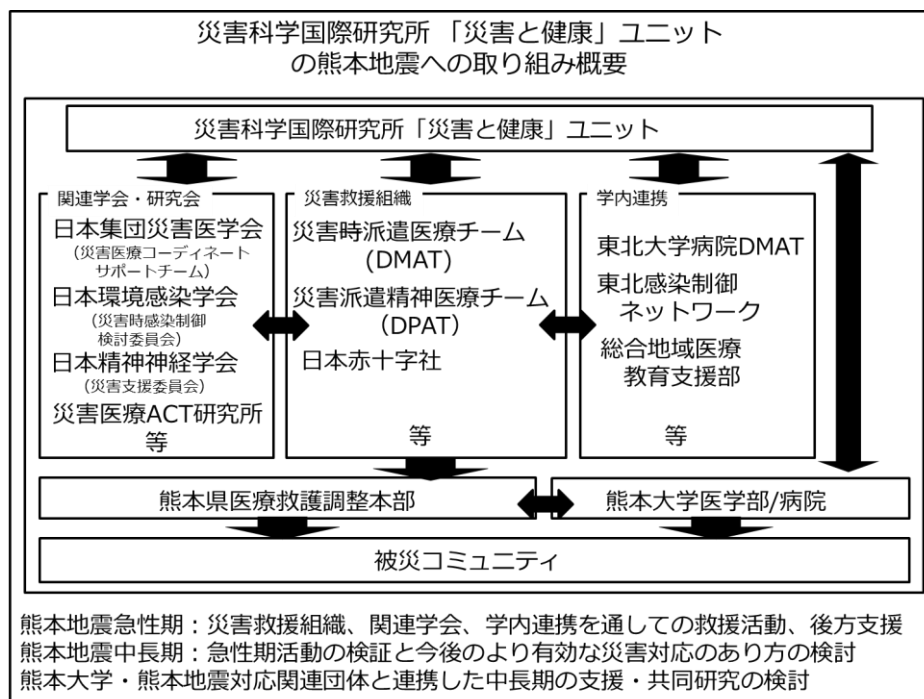 災害科学国際研究所 「災害と健康」ユニット
の熊本地震への取り組み概要
災害科学国際研究所「災害と健康」ユニット
関連学会・研究会
日本集団災害医学会
（災害医療コーディネート
サポートチーム）
日本環境感染学会
（災害時感染制御
検討委員会）
日本精神神経学会
（災害支援委員会）
災害医療ACT研究所
等
災害救援組織
災害時派遣医療チーム
(DMAT)
災害派遣精神医療チーム
（DPAT）
日本赤十字社
等
学内連携
東北大学病院DMAT
東北感染制御
ネットワーク
総合地域医療
教育支援部
等
熊本県医療救護調整本部
熊本大学医学部/病院
被災コミュニティ
熊本地震急性期：災害救援組織、関連学会、学内連携を通しての救援活動、後方支援
熊本地震中長期：急性期活動の検証と今後のより有効な災害対応のあり方の検討
熊本大学・熊本地震対応関連団体と連携した中長期の支援・共同研究の検討